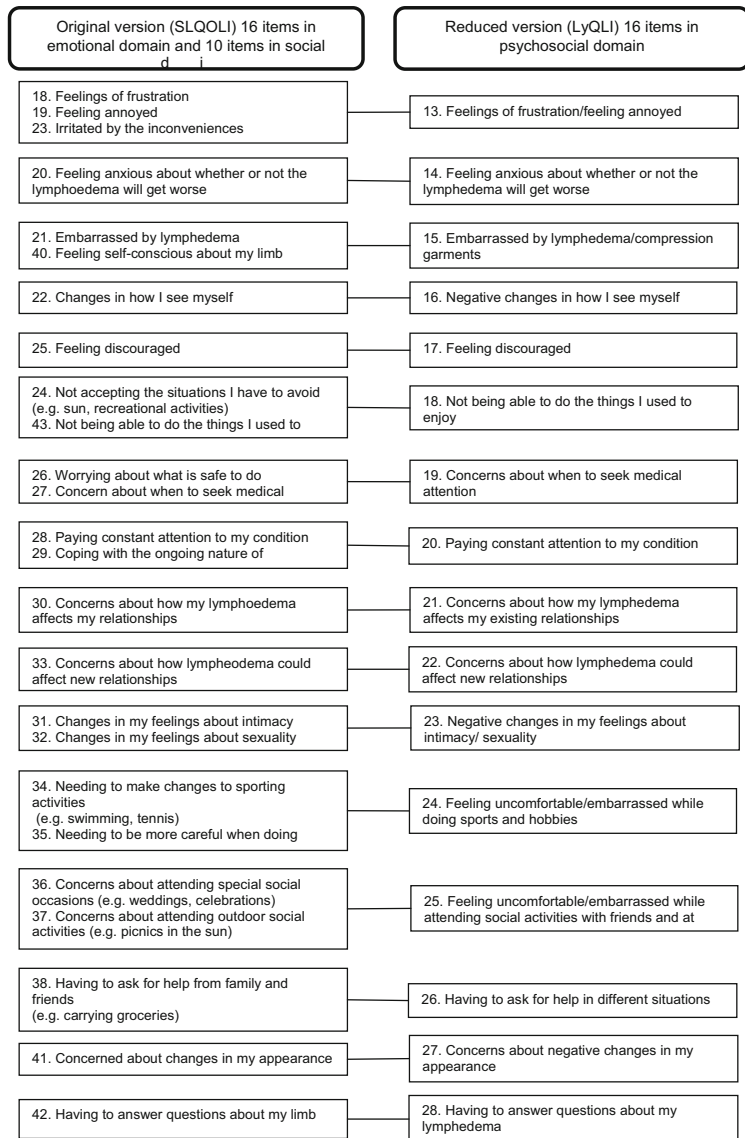 Original version (SLQOLI) 16 items in
emotional domain and 10 items in social
d i
Reduced version (LyQLI) 16 items in
psychosocial domain
18. Feelings of frustration
19. Feeling annoyed
23. Irritated by the inconveniences
13. Feelings of frustration/feeling annoyed
20. Feeling anxious about whether or not the
lymphoedema will get worse
14. Feeling anxious about whether or not the
lymphedema will get worse
21. Embarrassed by lymphedema
40. Feeling self-conscious about my limb
15. Embarrassed by lymphedema/compression
garments
22. Changes in how I see myself
16. Negative changes in how I see myself
25. Feeling discouraged
17. Feeling discouraged
24. Not accepting the situations I have to avoid
(e.g. sun, recreational activities)
43. Not being able to do the things I used to
18. Not being able to do the things I used to
enjoy
26. Worrying about what is safe to do
27. Concern about when to seek medical
19. Concerns about when to seek medical
attention
28. Paying constant attention to my condition
29. Coping with the ongoing nature of
20. Paying constant attention to my condition
30. Concerns about how my lymphoedema
affects my relationships
21. Concerns about how my lymphedema
affects my existing relationships
33. Concerns about how lympheodema could
affect new relationships
22. Concerns about how lymphedema could
affect new relationships
31. Changes in my feelings about intimacy
32. Changes in my feelings about sexuality
23. Negative changes in my feelings about
intimacy/ sexuality
34. Needing to make changes to sporting
activities
(e.g. swimming, tennis)
35. Needing to be more careful when doing
24. Feeling uncomfortable/embarrassed while
doing sports and hobbies
36. Concerns about attending special social
occasions (e.g. weddings, celebrations)
37. Concerns about attending outdoor social
activities (e.g. picnics in the sun)
25. Feeling uncomfortable/embarrassed while
attending social activities with friends and at
38. Having to ask for help from family and
friends
(e.g. carrying groceries)
26. Having to ask for help in different situations
41. Concerned about changes in my appearance
27. Concerns about negative changes in my
appearance
42. Having to answer questions about my limb
28. Having to answer questions about my
lymphedema